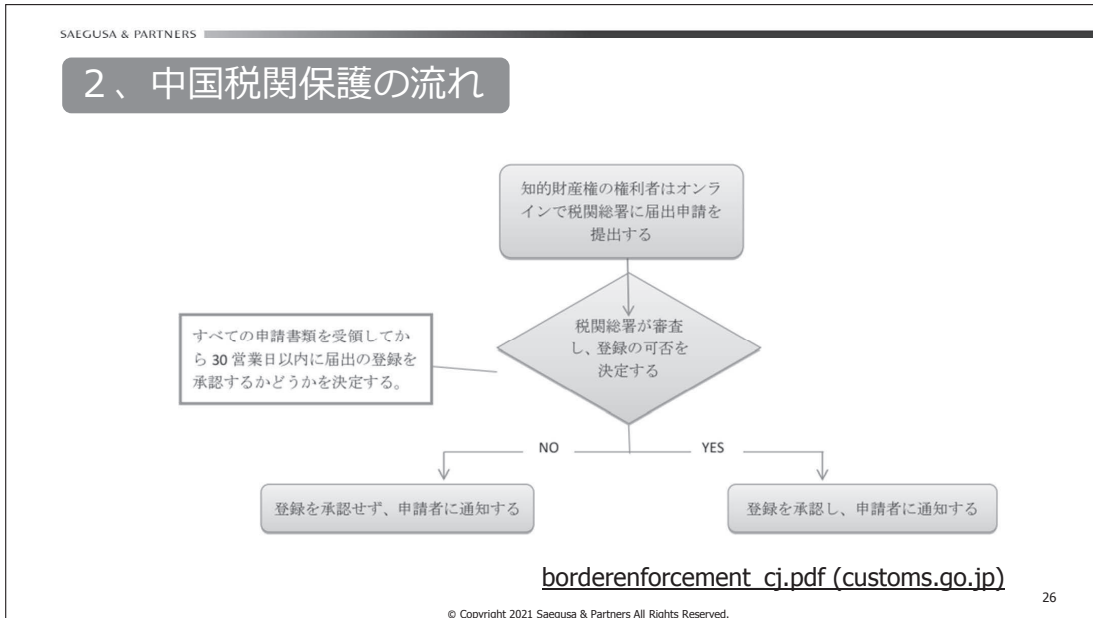 SAEGUSA & PARTNERS
２、中国税関保護の流れ
知的財産権の権利者はオンラ
インで税関総署に届出申請を
提出する
税関総署が審査
し、登録の可否を
決定する
すべての申請書類を受領してか
ら 30 営業日以内に届出の登録を
承認するかどうかを決定する。
NO
YES
登録を承認せず、申請者に通知する
登録を承認し、申請者に通知する
borderenforcement_cj.pdf (customs.go.jp)
26
© Copyright 2021 Saegusa & Partners All Rights Reserved.